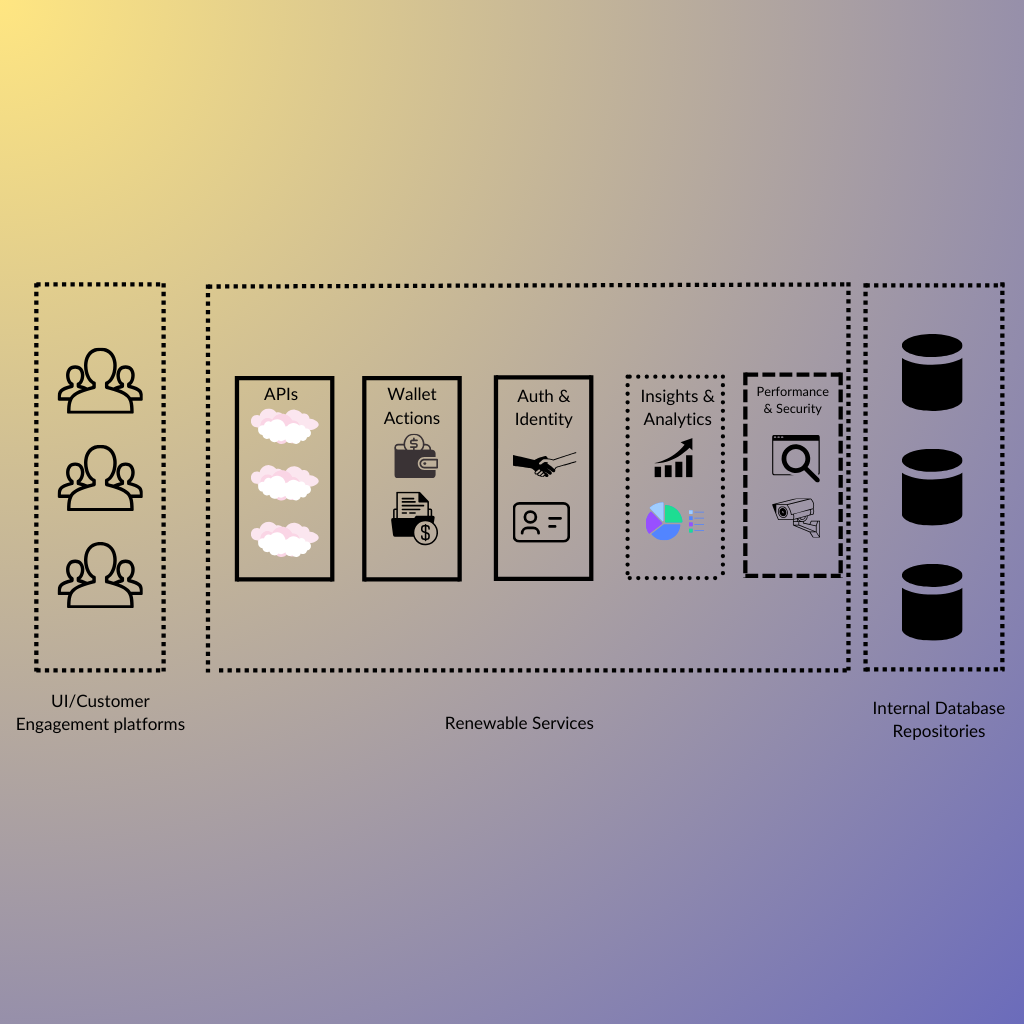 APIs
Wallet
Actions
Auth &
Identity
Insights &
Analytics
Performance
& Security
$
$
UI/Customer
Engagement platforms
Renewable Services
Internal Database
Repositories